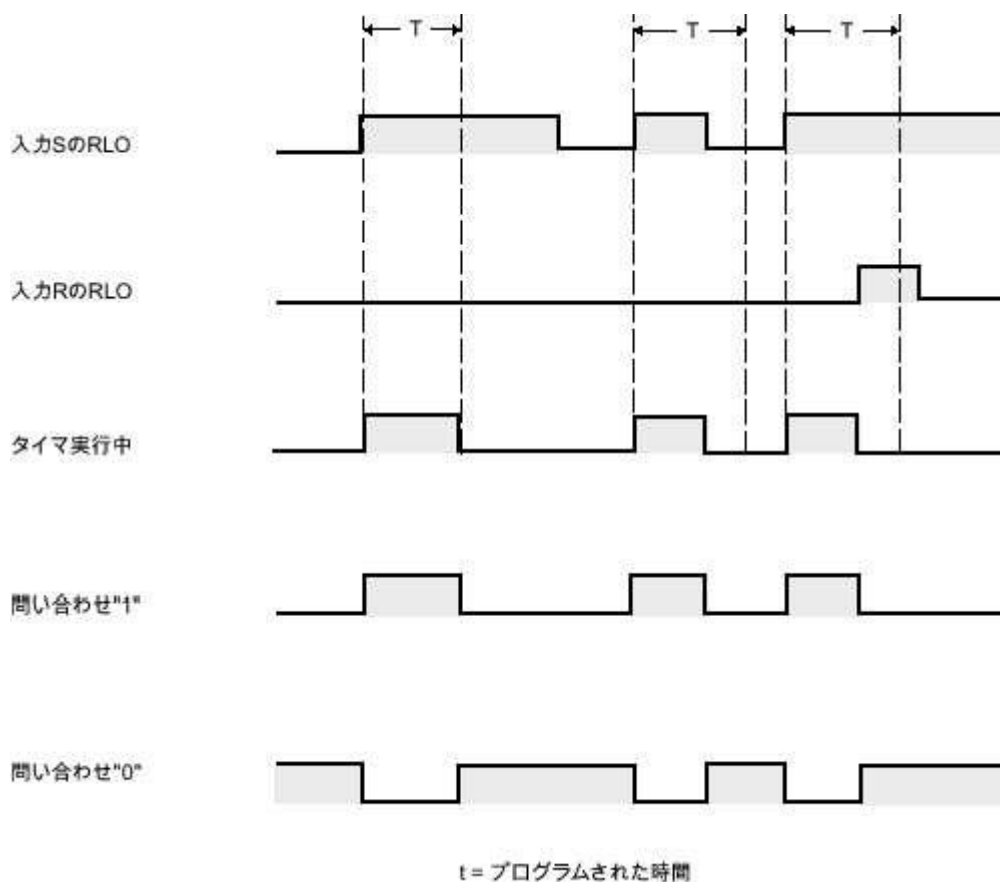 T T T
入力SのRLO
入力RのRLO
タイマ実行中
問い合わせ"1"
問い合わせ"0"
t = プログラムされた時間